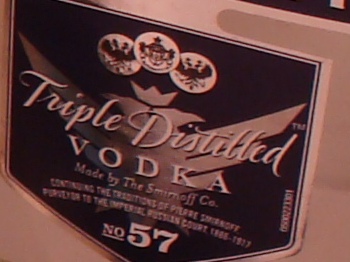 Triple Distilled™
VODKA
Made by The Smirnoff Co.
CONTINUING THE TRADITIONS OF PIERRE SMIRNOFF,
PURVEYOR TO THE IMPERIAL RUSSIAN COURT, 1886-1917
No 57